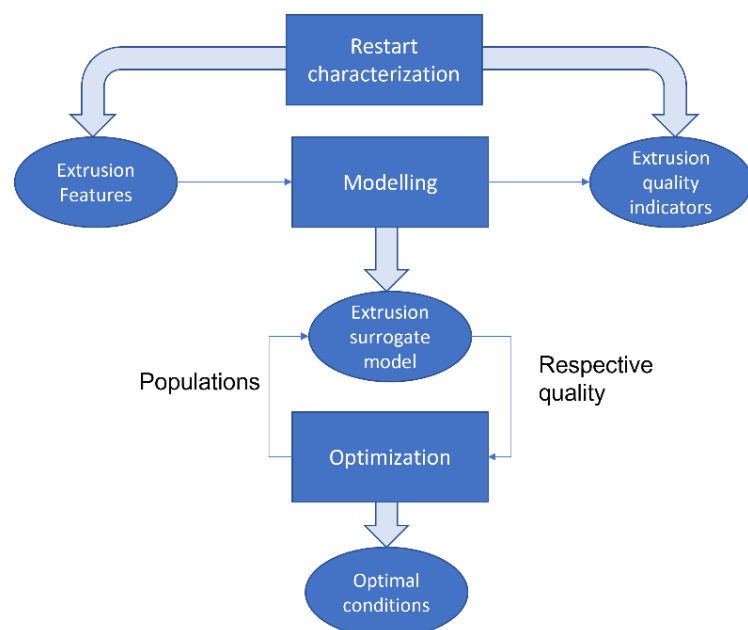 Restart
characterization
Extrusion
Features
Modelling
Extrusion
quality
indicators
Extrusion
surrogate
model
Populations
Respective
quality
Optimization
Optimal
conditions